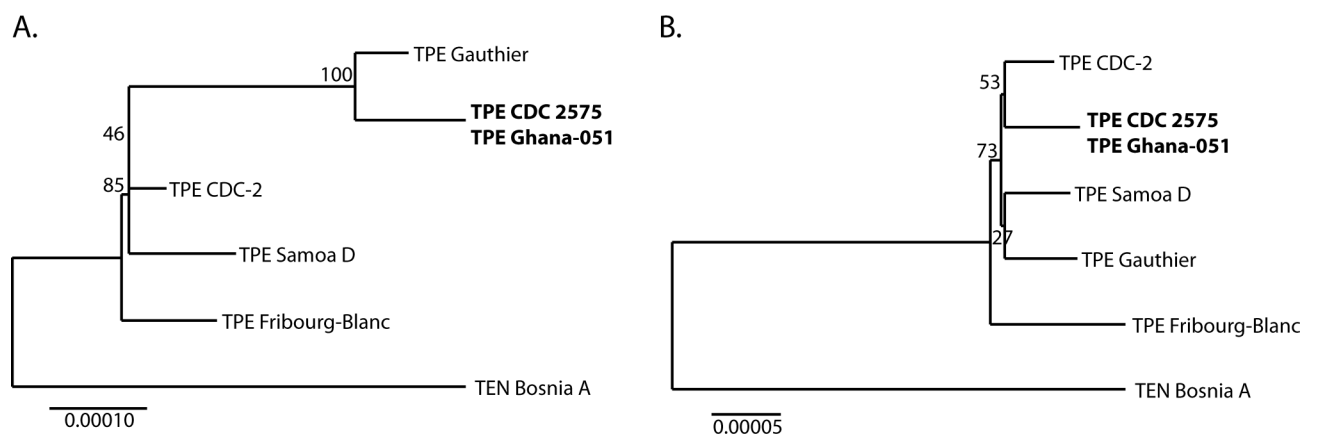 A.
TPE Gauthier
100
TPE CDC 2575
TPE Ghana-051
46
85
TPE CDC-2
TPE Samoa D
TPE Fribourg-Blanc
TEN Bosnia A
0.00010
B.
TPE CDC-2
53
TPE CDC 2575
TPE Ghana-051
73
TPE Samoa D
27
TPE Gauthier
TPE Fribourg-Blanc
TEN Bosnia A
0.00005